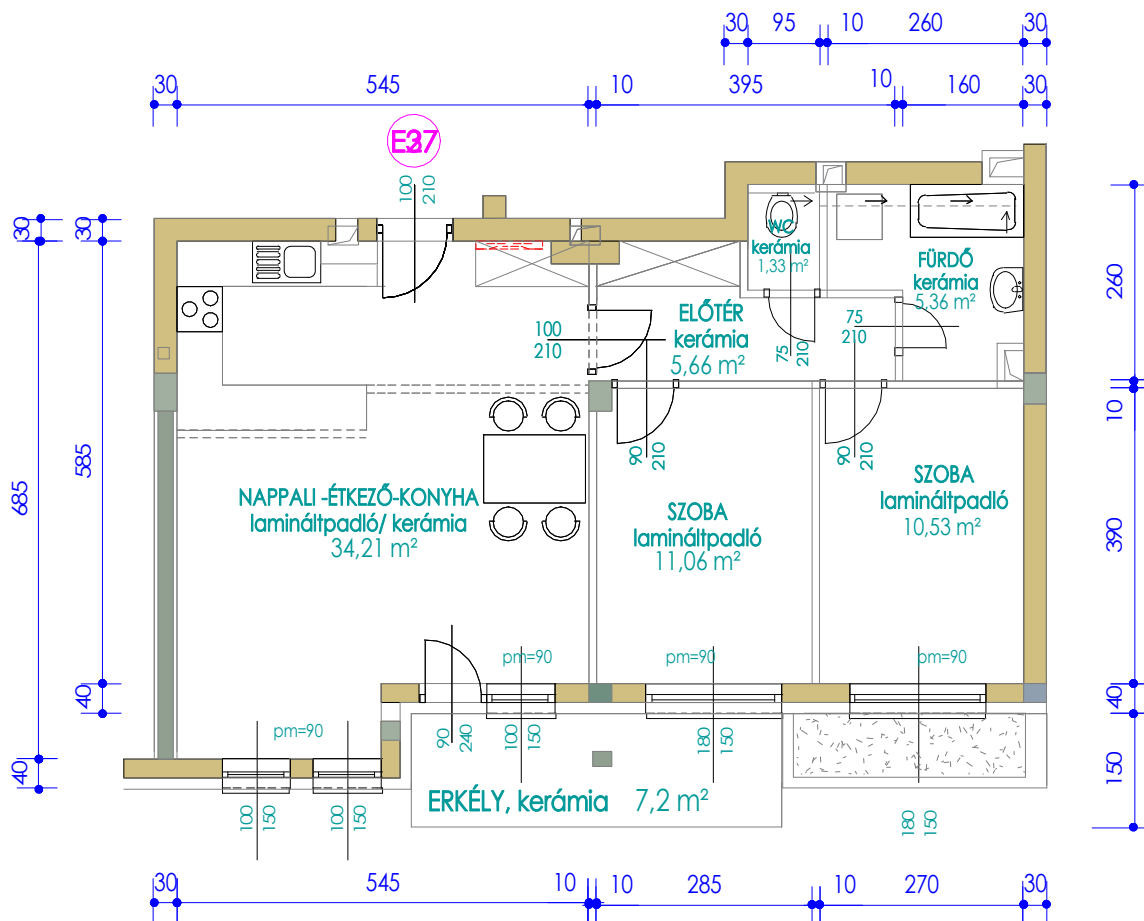 30 95 10 260 30
30 545 10 395 10 160 30
E37
100
210
30
30
WC
kerámia
1,33 m²
FÜRDŐ
kerámia
5,36 m²
260
ELŐTÉR
kerámia
5,66 m²
100
210
75
210
75
210
10
90
210
90
210
585
685
NAPPALI -ÉTKEZŐ-KONYHA
lamináltpadló/ kerámia
34,21 m²
SZOBA
lamináltpadló
11,06 m²
SZOBA
lamináltpadló
10,53 m²
390
pm=90
pm=90
pm=90
40
40
90
240
100
150
180
150
pm=90
40
150
ERKÉLY, kerámia 7,2 m²
100
150
100
150
180
150
30 545 10 10 285 10 270 30